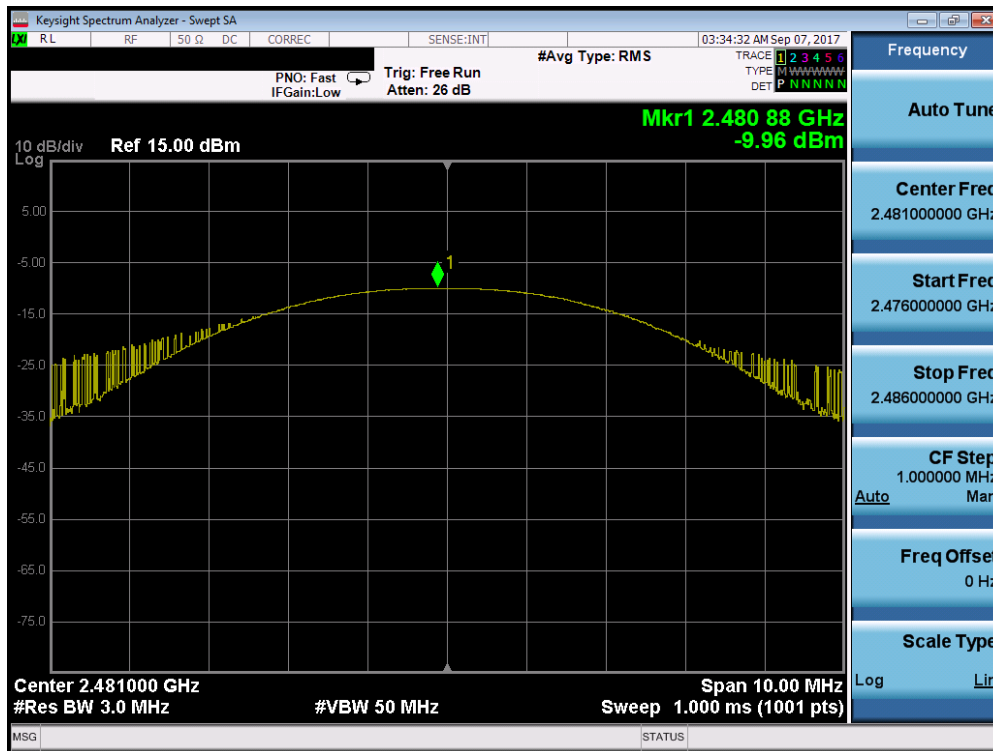 Keysight Spectrum Analyzer - Swept SA
LXI RL RF 50 Ω DC CORREC SENSE:INT 03:34:32 AM Sep 07, 2017
PNO: Fast
IFGain:Low
Trig: Free Run
Atten: 26 dB
#Avg Type: RMS
TRACE 1 2 3 4 5 6
TYPE M WWWWW
DET P N N N N N
Mkr1 2.480 88 GHz
-9.96 dBm
10 dB/div Ref 15.00 dBm
Log
5.00
-5.00
1
-15.0
-25.0
-35.0
-45.0
-55.0
-65.0
-75.0
Center 2.481000 GHz Span 10.00 MHz
#Res BW 3.0 MHz #VBW 50 MHz Sweep 1.000 ms (1001 pts)
MSG STATUS
Frequency
Auto Tune
Center Freq
2.481000000 GHz
Start Freq
2.476000000 GHz
Stop Freq
2.486000000 GHz
CF Step
1.000000 MHz
Auto Man
Freq Offset
0 Hz
Scale Type
Log Lin